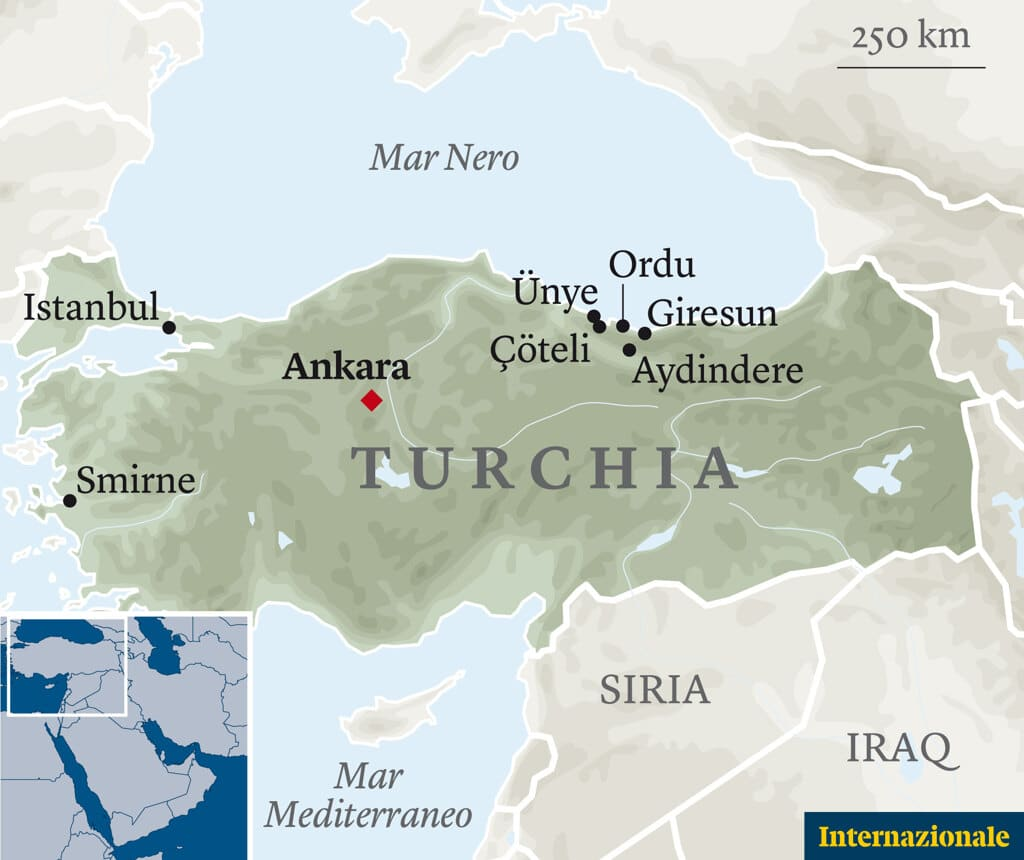 250 km
Mar Nero
Ordu
Ünye
Giresun
Istanbul
Çöteli
Ankara
Aydindere
TURCHIA
Smirne
SIRIA
IRAQ
Mar
Mediterraneo
Internazionale